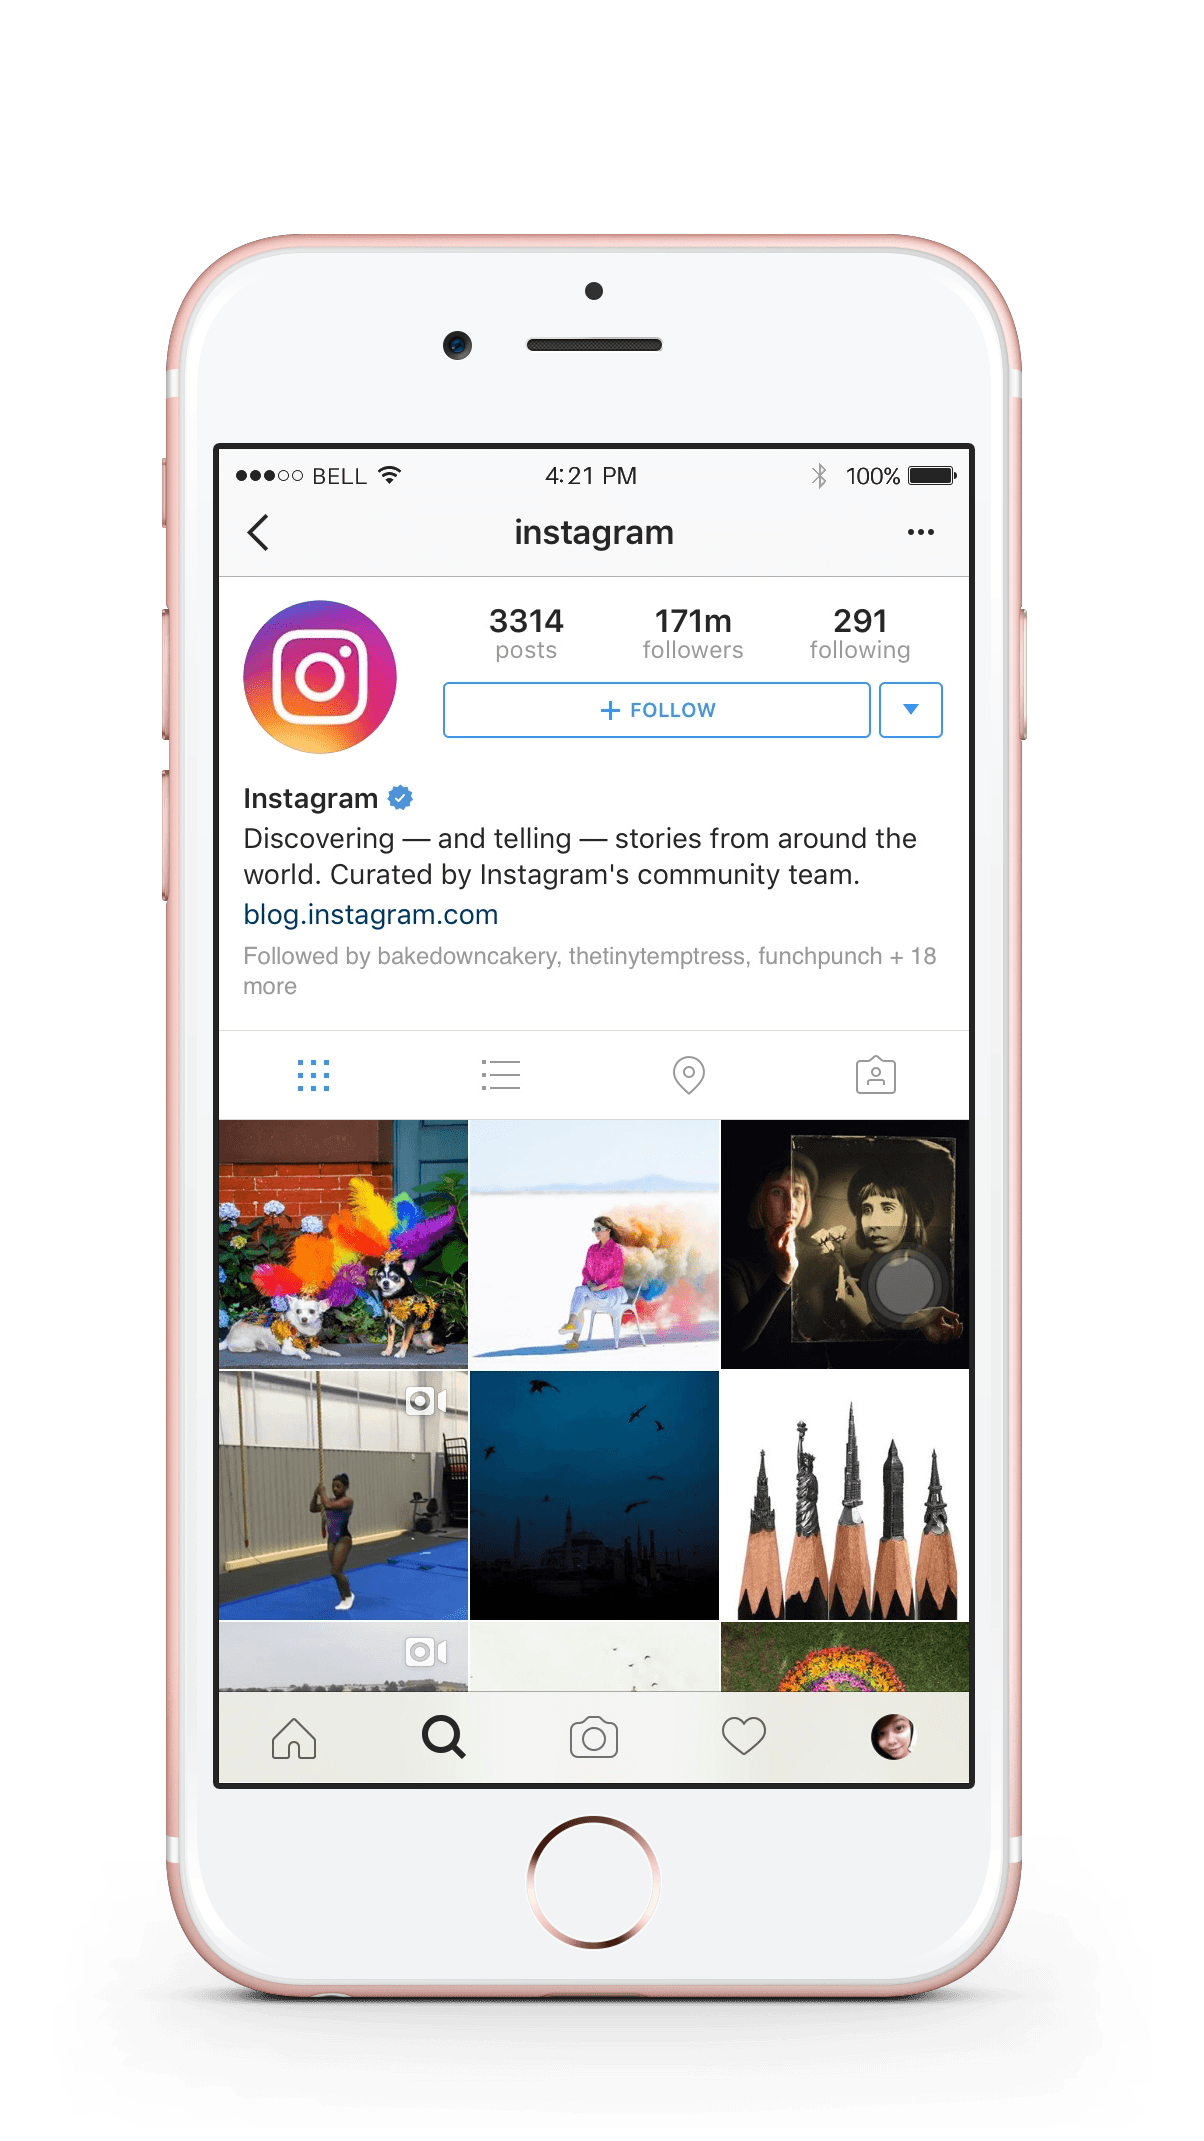 BELL 4:21 PM 100%
instagram
3314 171m 291
posts followers following
+ FOLLOW
Instagram
Discovering — and telling — stories from around the
world. Curated by Instagram's community team.
blog.instagram.com
Followed by bakedowncakery, thetinytemptress, funchpunch + 18
more